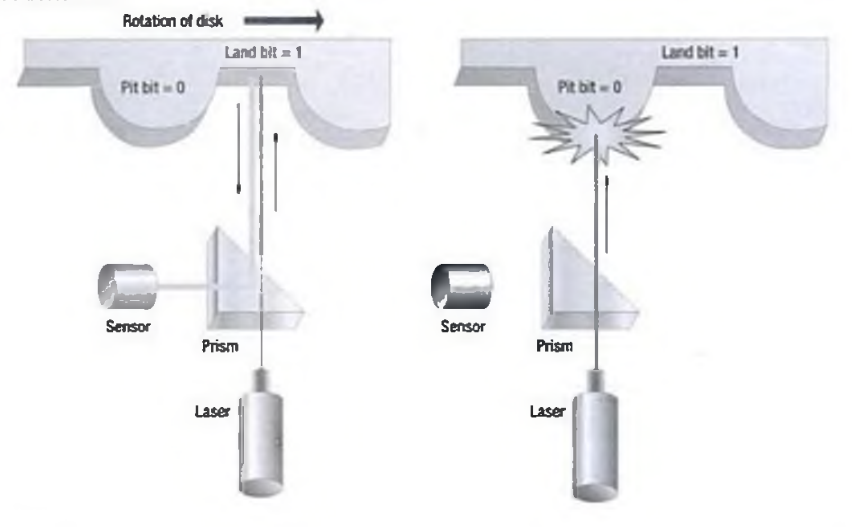 Rotation of disk
Land bit = 1
Pit bit = 0
Sensor
Prism
Laser
Land bit = 1
Pit bit = 0
Sensor
Prism
Laser